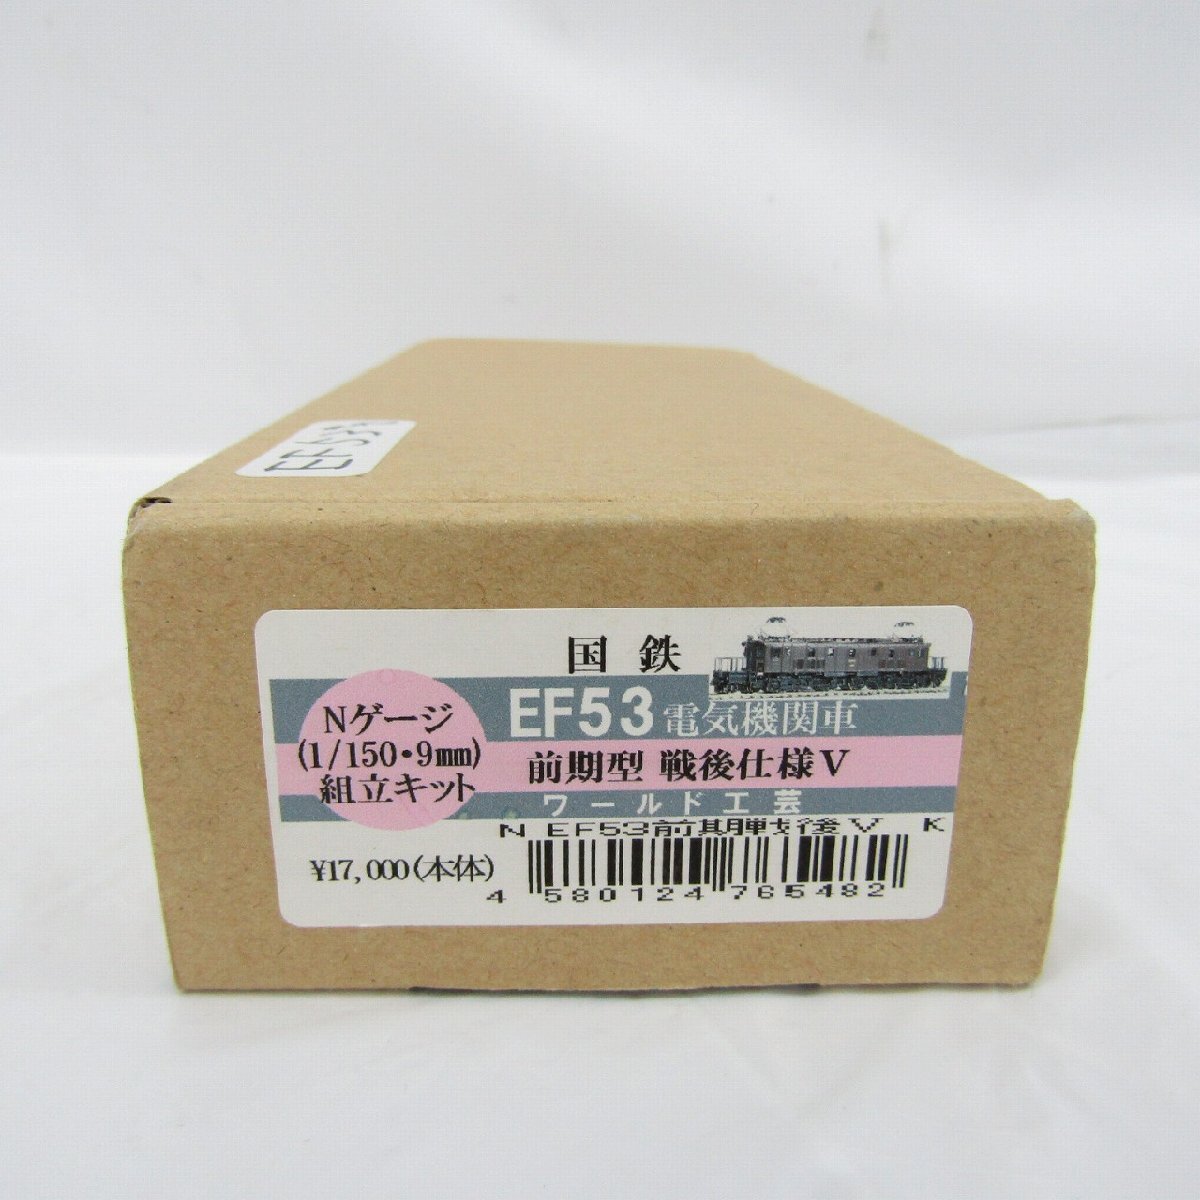 EF53
国鉄
EF53電気機関車
Nゲージ
(1/150・9mm)
組立キット
前期型 戦後仕様V
ワールド工芸
N EF53前期戦後V K
¥17,000(本体)
4 580124 765482